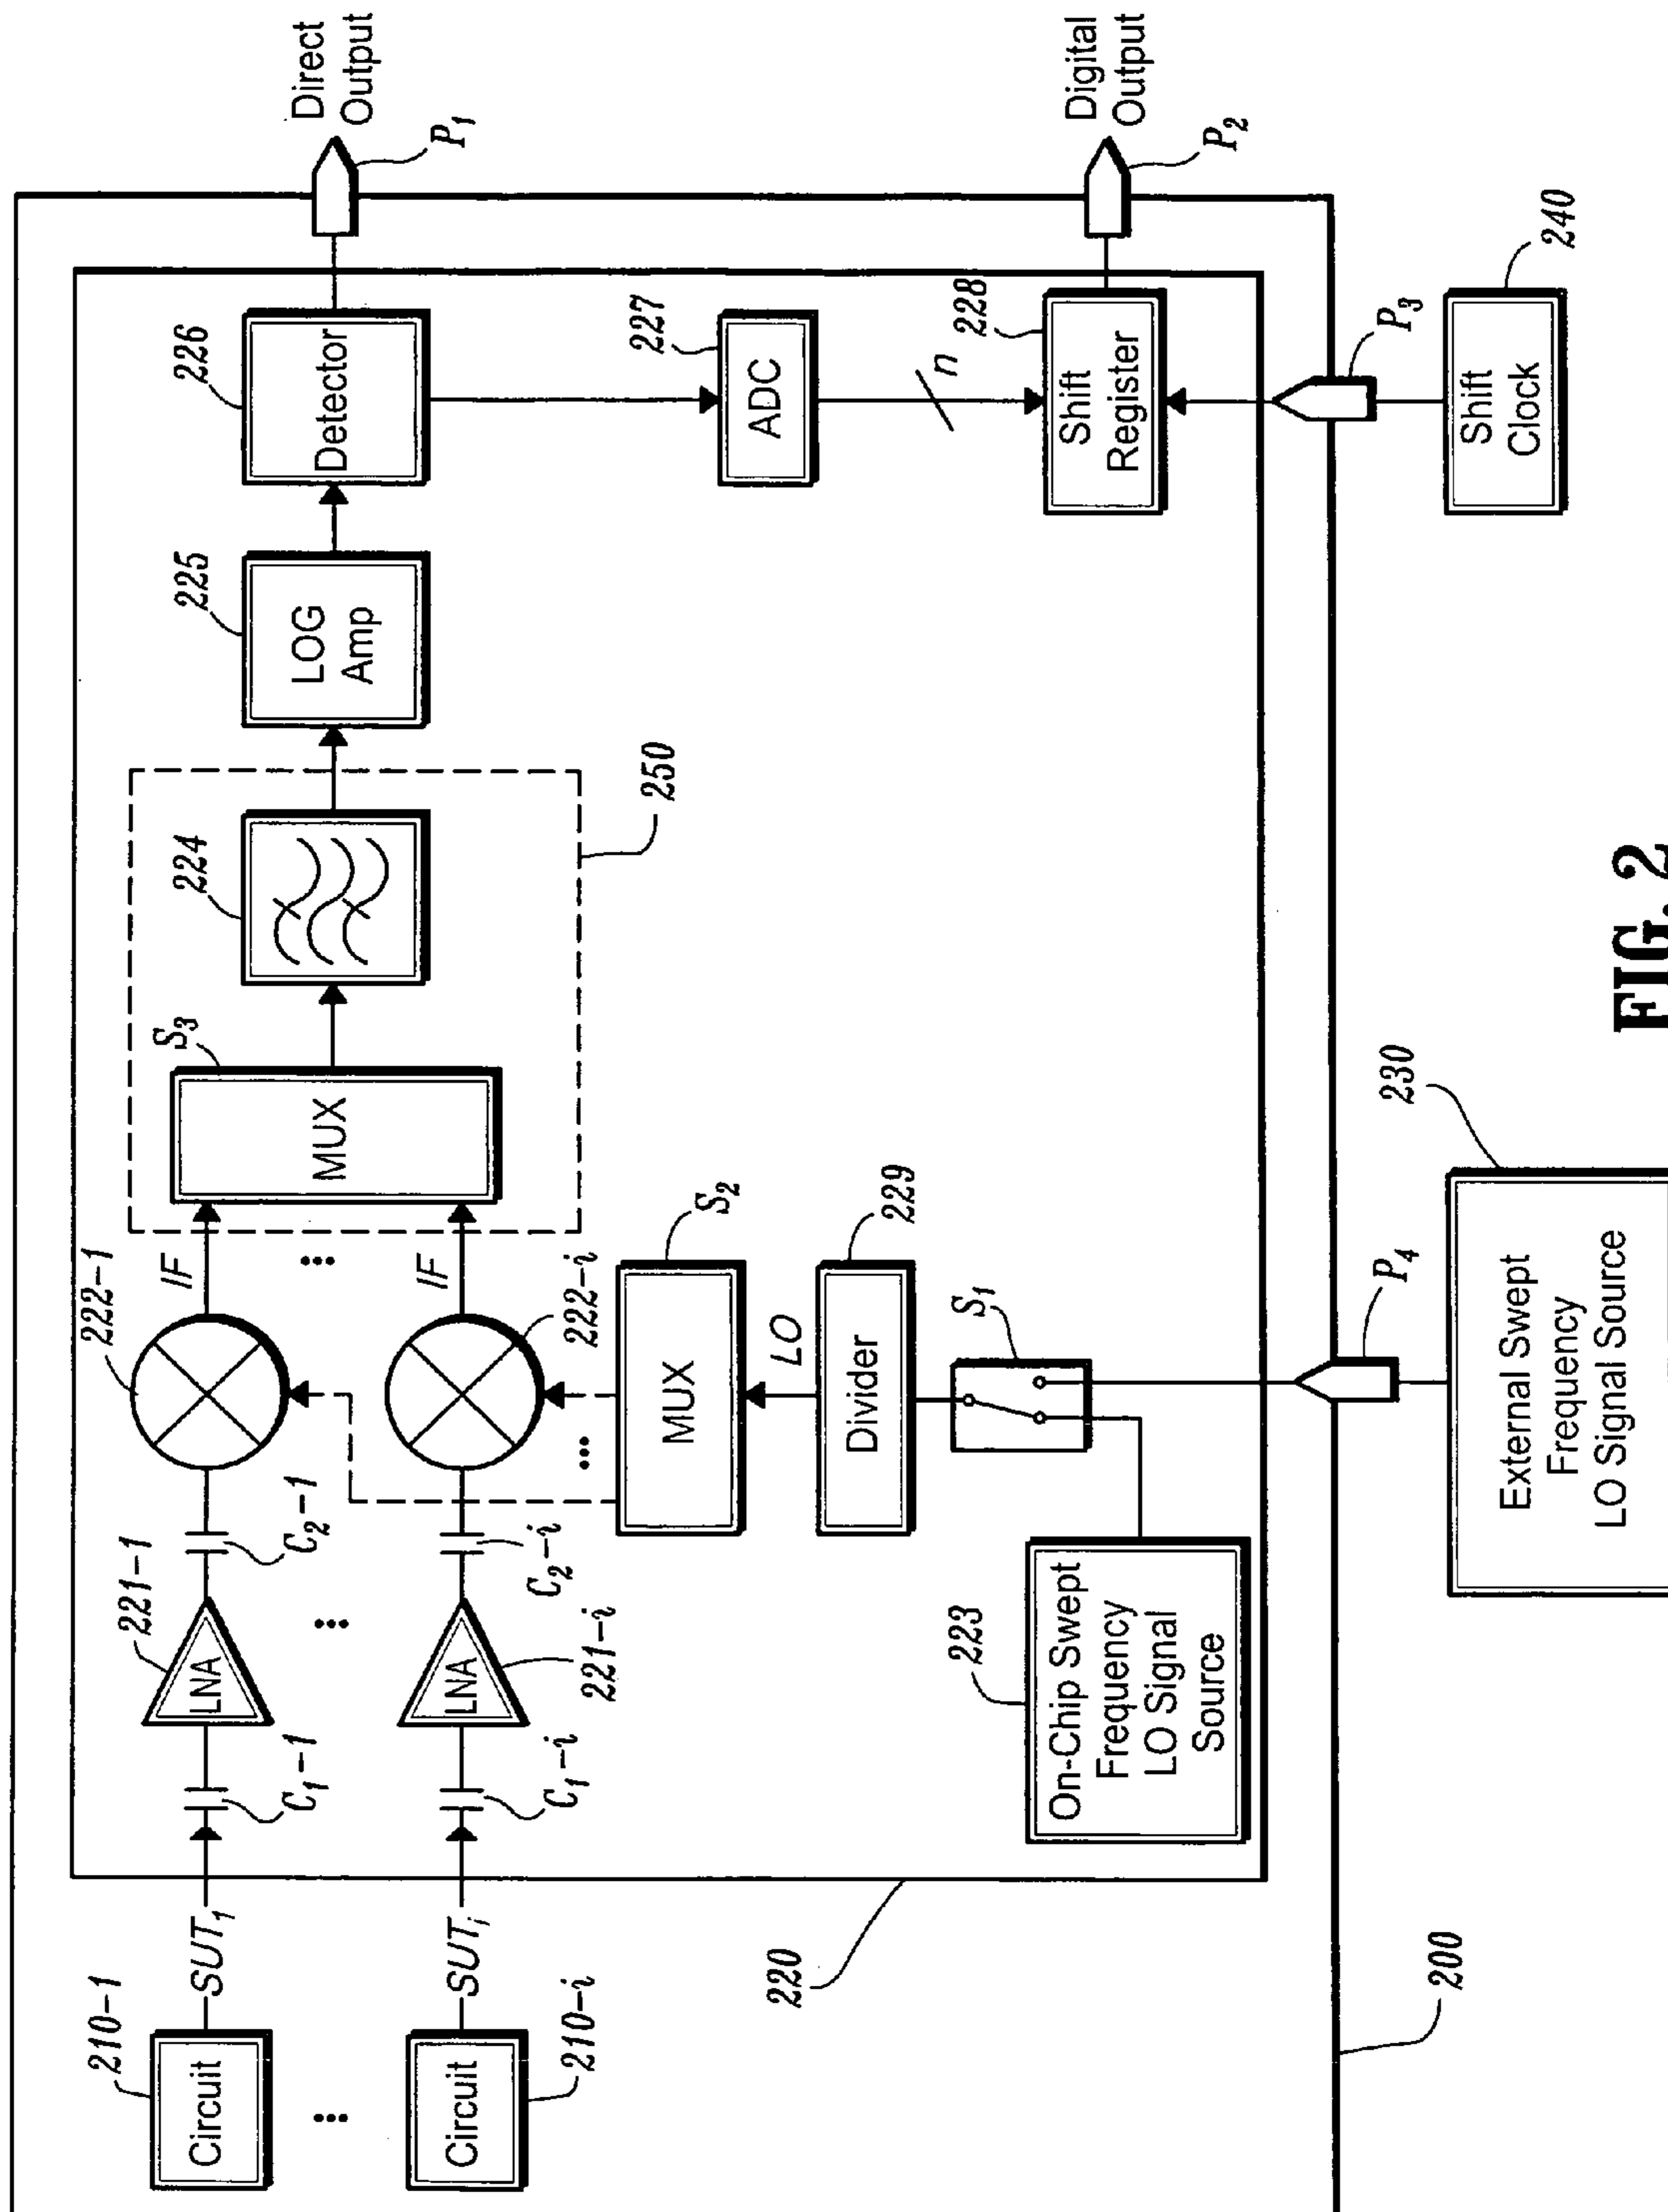 210-1
Circuit
SUT1
C1-1
221-1
LNA
C2-1
222-1
IF
S3
MUX
224
250
225
LOG
Amp
226
Detector
Direct
Output
P1
...
...
...
210-i
Circuit
SUTi
C1-i
LNA
221-i
C2-i
222-i
IF
...
MUX
S2
LO
227
ADC
n
Divider
229
S1
228
Shift
Register
Digital
Output
P2
223
On-Chip Swept
Frequency
LO Signal
Source
220
P4
P3
200
230
External Swept
Frequency
LO Signal Source
240
Shift
Clock
FIG. 2